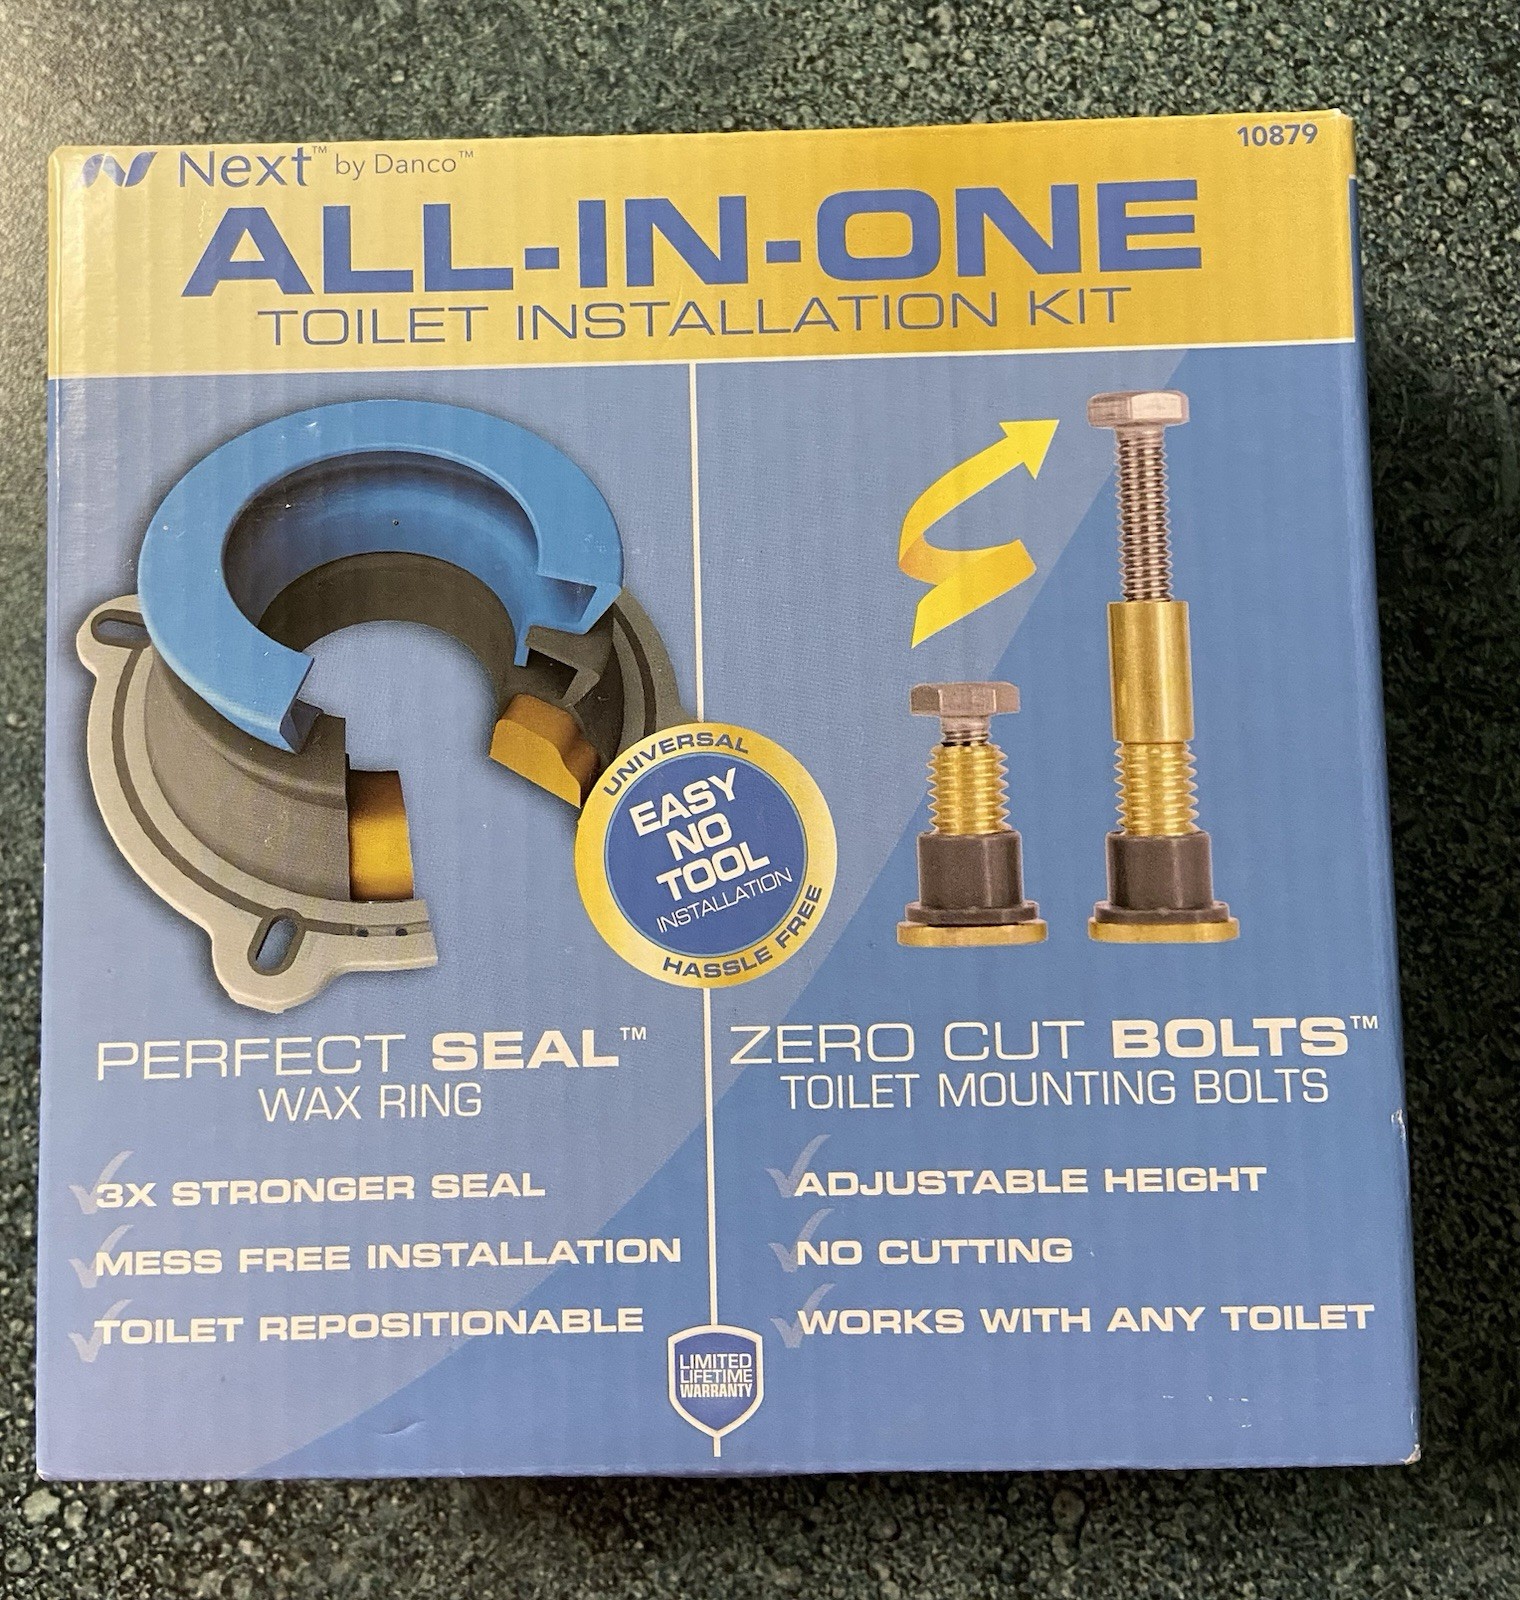 Next™ by Danco™
10879
ALL-IN-ONE
TOILET INSTALLATION KIT
UNIVERSAL
EASY
NO
TOOL
INSTALLATION
HASSLE FREE
PERFECT SEAL™
WAX RING
3X STRONGER SEAL
MESS FREE INSTALLATION
TOILET REPOSITIONABLE
ZERO CUT BOLTS™
TOILET MOUNTING BOLTS
ADJUSTABLE HEIGHT
NO CUTTING
WORKS WITH ANY TOILET
LIMITED
LIFETIME
WARRANTY